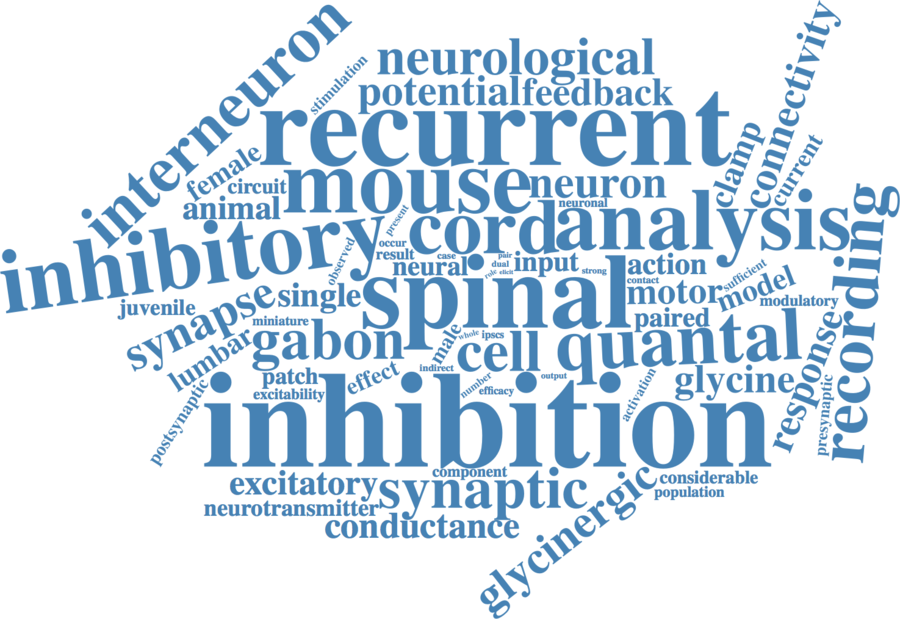 interneuron
stimulation
neurological
connectivity
potential
feedback
recurrent
clamp
current
female
circuit
mouse
neuron
animal
neuronal
present
inhibitory
cord
analysis
recording
observed
occur
result
case
pair
dual
neural
role
elicit
input
strong
action
contact
sufficient
juvenile
synapse
single
spinal
motor
model
modulatory
miniature
paired
lumbar
gabon
male
whole
ipscs
cell
quantal
response
indirect
patch
effect
excitability
number
efficacy
output
activation
glycine
presynaptic
postsynaptic
inhibition
component
excitatory
synaptic
considerable
population
neurotransmitter
conductance
glycinergic